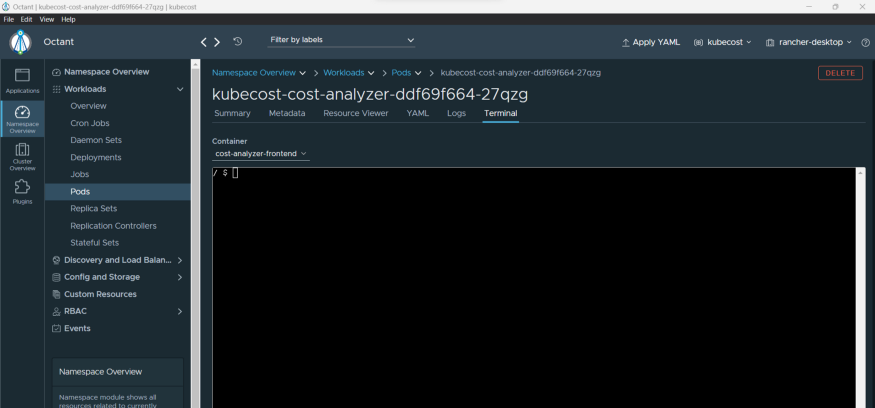 Octant | kubecost-cost-analyzer-ddf69f664-27qzg | kubecost
File Edit View Help
Octant
Filter by labels
Apply YAML
kubecost
rancher-desktop
Applications
Namespace
Overview
Cluster
Overview
Plugins
Namespace Overview
Workloads
Overview
Cron Jobs
Daemon Sets
Deployments
Jobs
Pods
Replica Sets
Replication Controllers
Stateful Sets
Discovery and Load Balan...
Config and Storage
Custom Resources
RBAC
Events
Namespace Overview
Namespace module shows all
resources related to currently
Namespace Overview > Workloads > Pods > kubecost-cost-analyzer-ddf69f664-27qzg
DELETE
kubecost-cost-analyzer-ddf69f664-27qzg
Summary Metadata Resource Viewer YAML Logs Terminal
Container
cost-analyzer-frontend
/ $